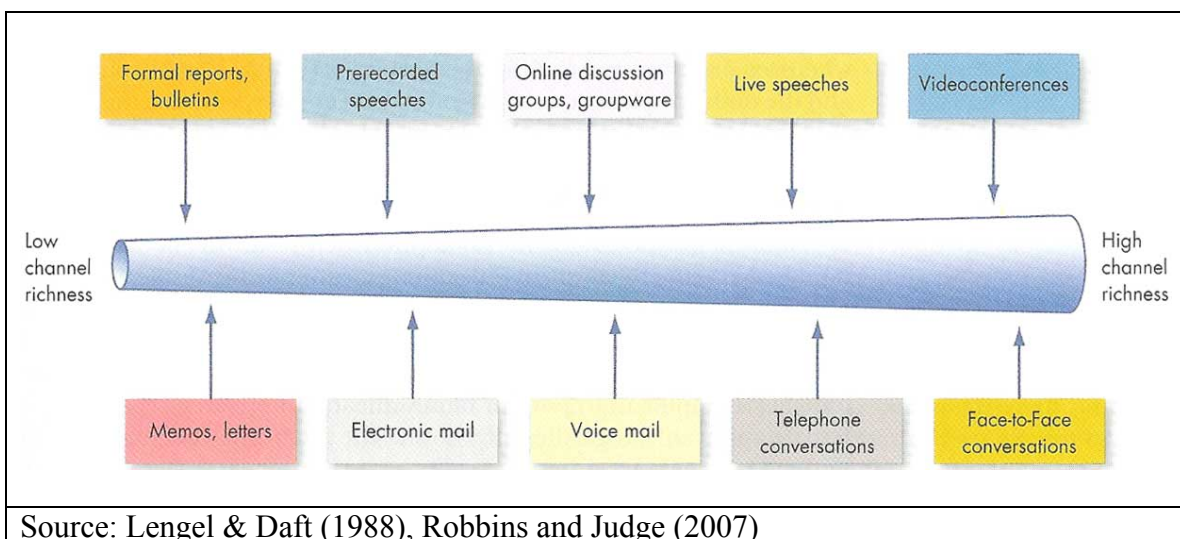 Formal reports,
bulletins
Prerecorded
speeches
Online discussion
groups, groupware
Live speeches
Videoconferences
Low
channel
richness
High
channel
richness
Memos, letters
Electronic mail
Voice mail
Telephone
conversations
Face-to-Face
conversations
Source: Lengel & Daft (1988), Robbins and Judge (2007)